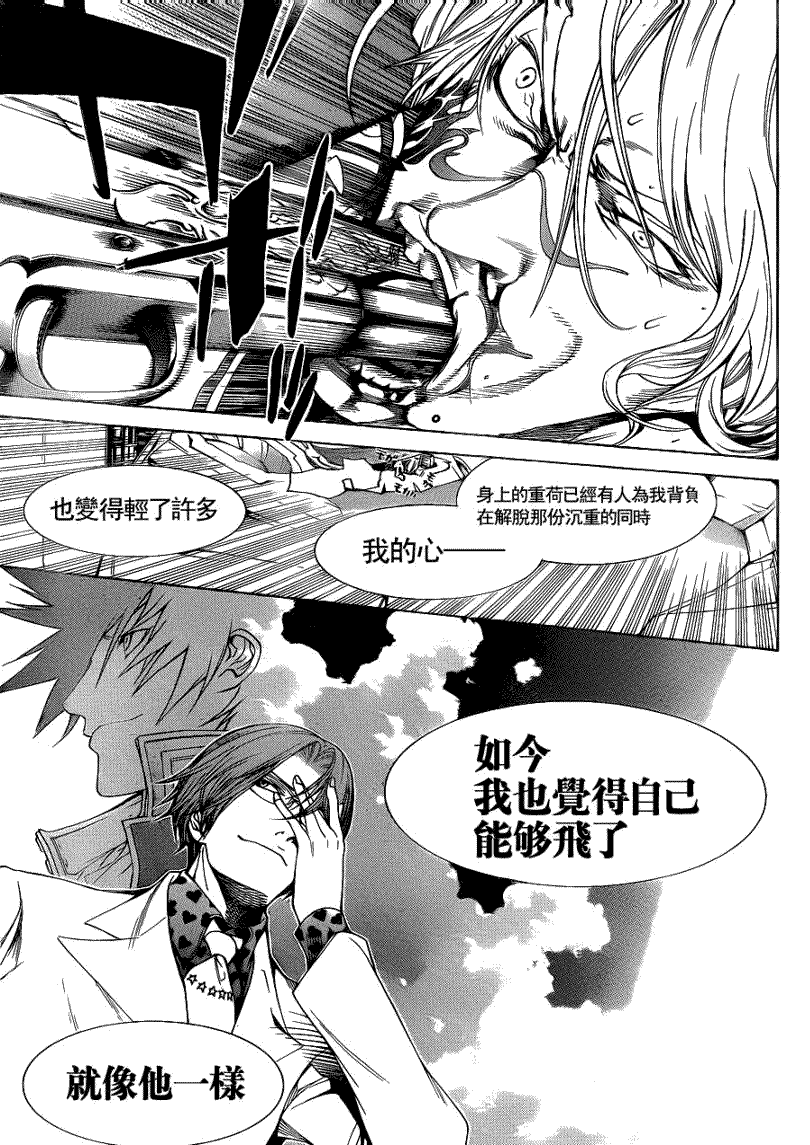 身上的重荷已經有人為我背負
在解脫那份沉重的同時
我的心——
也變得輕了許多
如今
我也覺得自己
能够飛了
就像他一樣